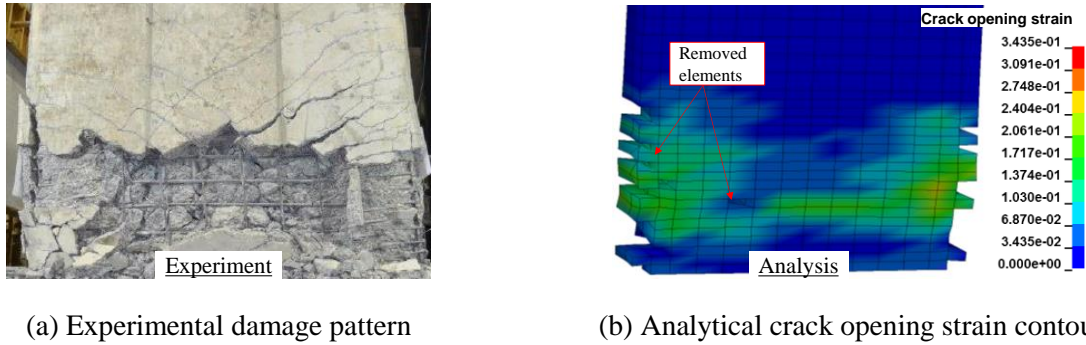 Crack opening strain
3.435e-01
3.091e-01
2.748e-01
2.404e-01
2.061e-01
1.717e-01
1.374e-01
1.030e-01
6.870e-02
3.435e-02
0.000e+00
Removed
elements
Experiment
Analysis
(a) Experimental damage pattern
(b) Analytical crack opening strain contou